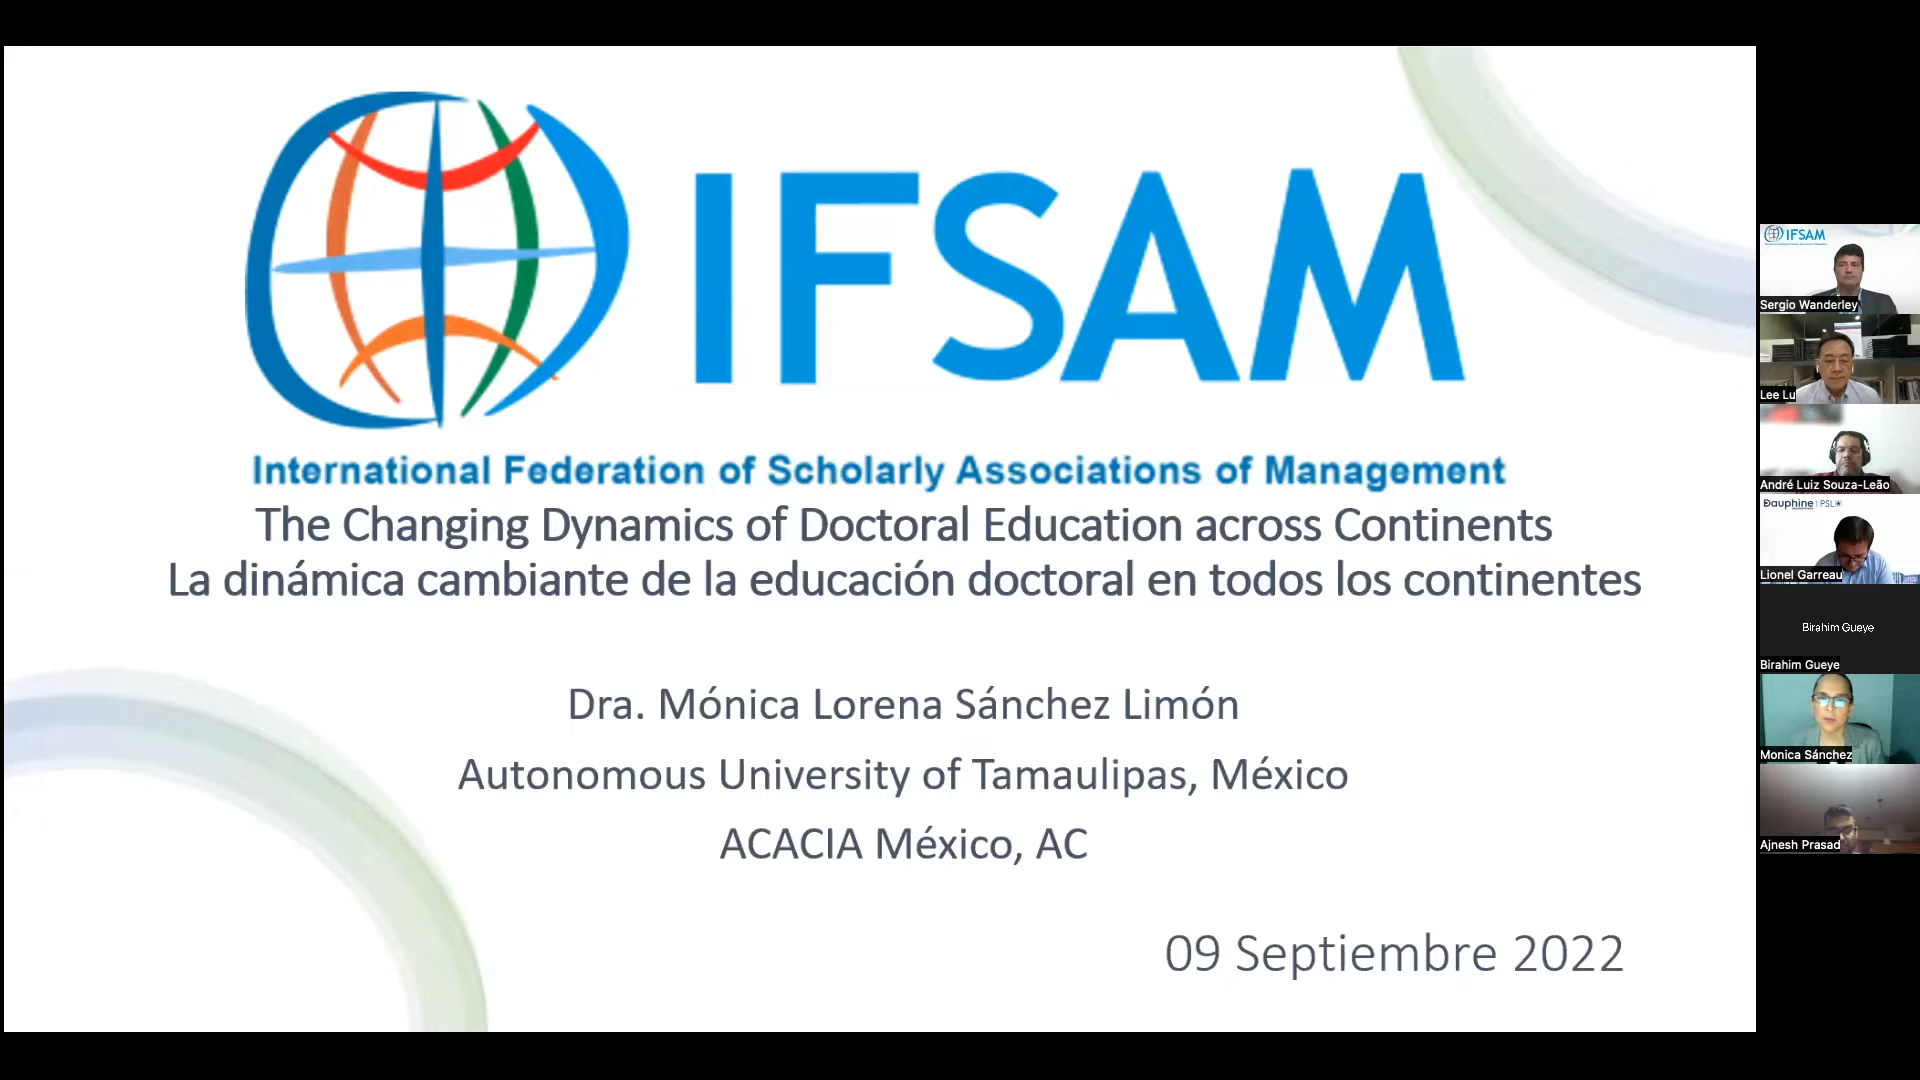 IFSAM
International Federation of Scholarly Associations of Management
The Changing Dynamics of Doctoral Education across Continents
La dinámica cambiante de la educación doctoral en todos los continentes
Dra. Mónica Lorena Sánchez Limón
Autonomous University of Tamaulipas, México
ACACIA México, AC
09 Septiembre 2022
IFSAM
Sergio Wanderley
Lee Lu
André Luiz Souza-Leão
Dauphine | PSL
Lionel Garreau
Birahim Gueye
Birahim Gueye
Monica Sánchez
Ajnesh Prasad